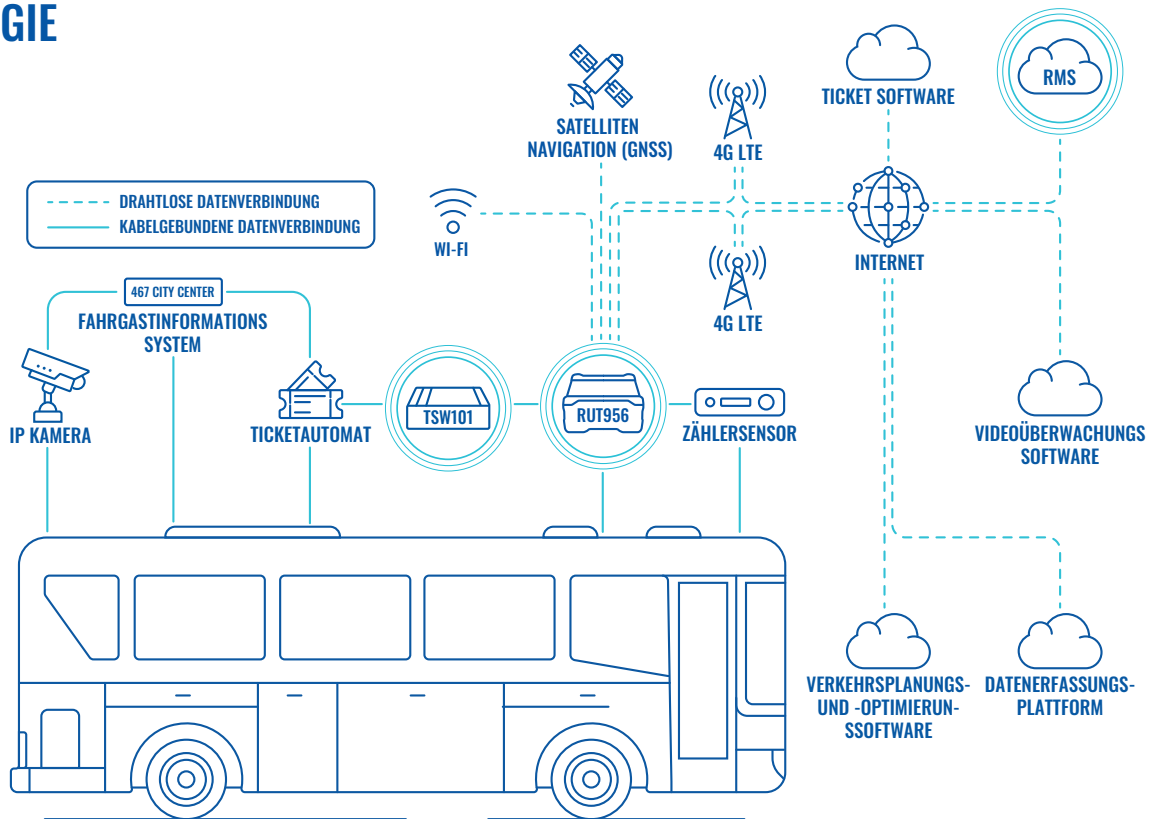 GIE
RMS
TICKET SOFTWARE
SATELLITEN
NAVIGATION (GNSS)
4G LTE
DRAHTLOSE DATENVERBINDUNG
KABELGEBUNDENE DATENVERBINDUNG
WI-FI
INTERNET
467 CITY CENTER
FAHRGASTINFORMATIONS
SYSTEM
4G LTE
IP KAMERA
TICKETAUTOMAT
TSW101
RUT956
ZÄHLERSENSOR
VIDEOÜBERWACHUNGS
SOFTWARE
VERKEHRSPLANUNGS-
UND -OPTIMIERUN-
SSOFTWARE
DATENERFASSUNGS-
PLATTFORM